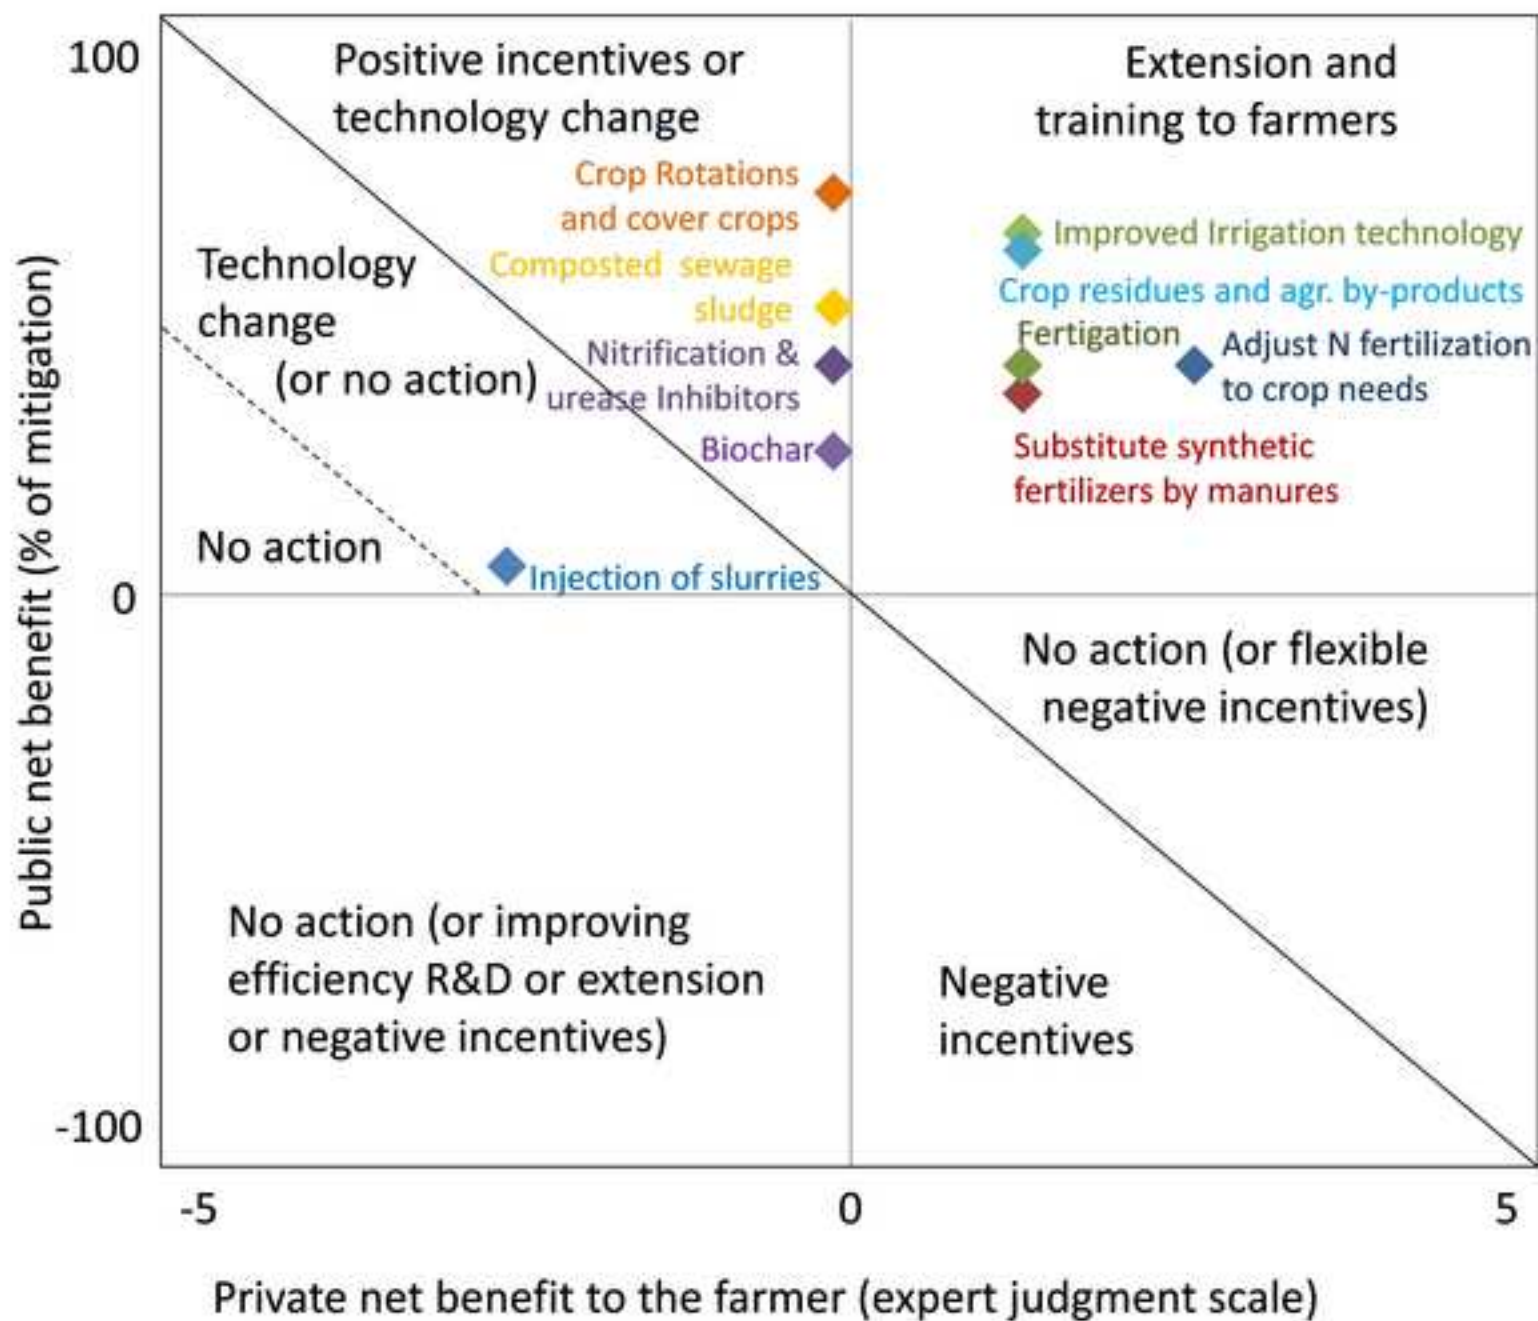 100
Positive incentives or
technology change
Extension and
training to farmers
Crop Rotations
and cover crops
Improved Irrigation technology
Technology
change
(or no action)
Composted sewage
sludge
Crop residues and agr. by-products
Fertigation
Adjust N fertilization
to crop needs
Nitrification &
urease Inhibitors
Biochar
Substitute synthetic
fertilizers by manures
No action
Injection of slurries
0
No action (or flexible
negative incentives)
No action (or improving
efficiency R&D or extension
or negative incentives)
Negative
incentives
-100
-5
0
5
Public net benefit (% of mitigation)
Private net benefit to the farmer (expert judgment scale)